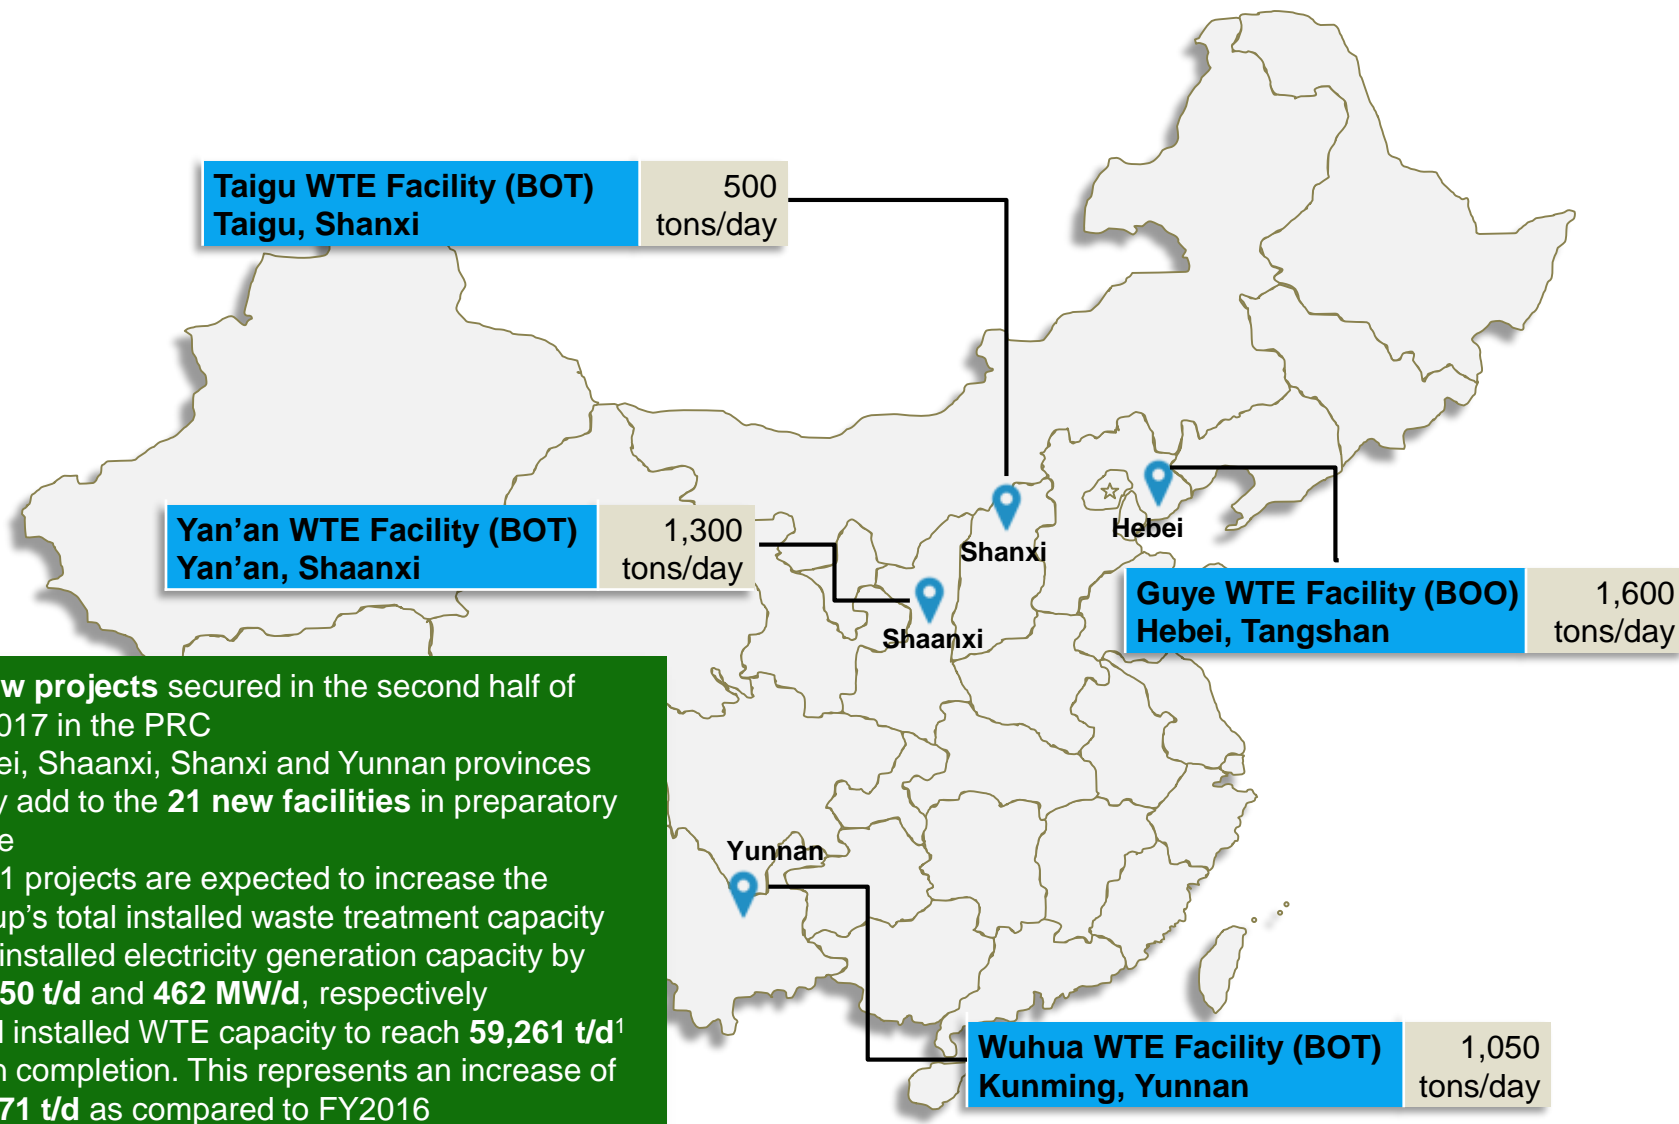 Taigu WTE Facility (BOT)
Taigu, Shanxi
500
tons/day
Yan’an WTE Facility (BOT)
Yan’an, Shaanxi
1,300
tons/day
Shanxi
Hebei
Shaanxi
Guye WTE Facility (BOO)
Hebei, Tangshan
1,600
tons/day
projects secured in the second half of
in the PRC
Shaanxi, Shanxi and Yunnan provinces
add to the 21 new facilities in preparatory
projects are expected to increase the
total installed waste treatment capacity
installed electricity generation capacity by
t/d and 462 MW/d, respectively
installed WTE capacity to reach 59,261 t/d1
completion. This represents an increase of
t/d as compared to FY2016
Yunnan
Wuhua WTE Facility (BOT)
Kunming, Yunnan
1,050
tons/day